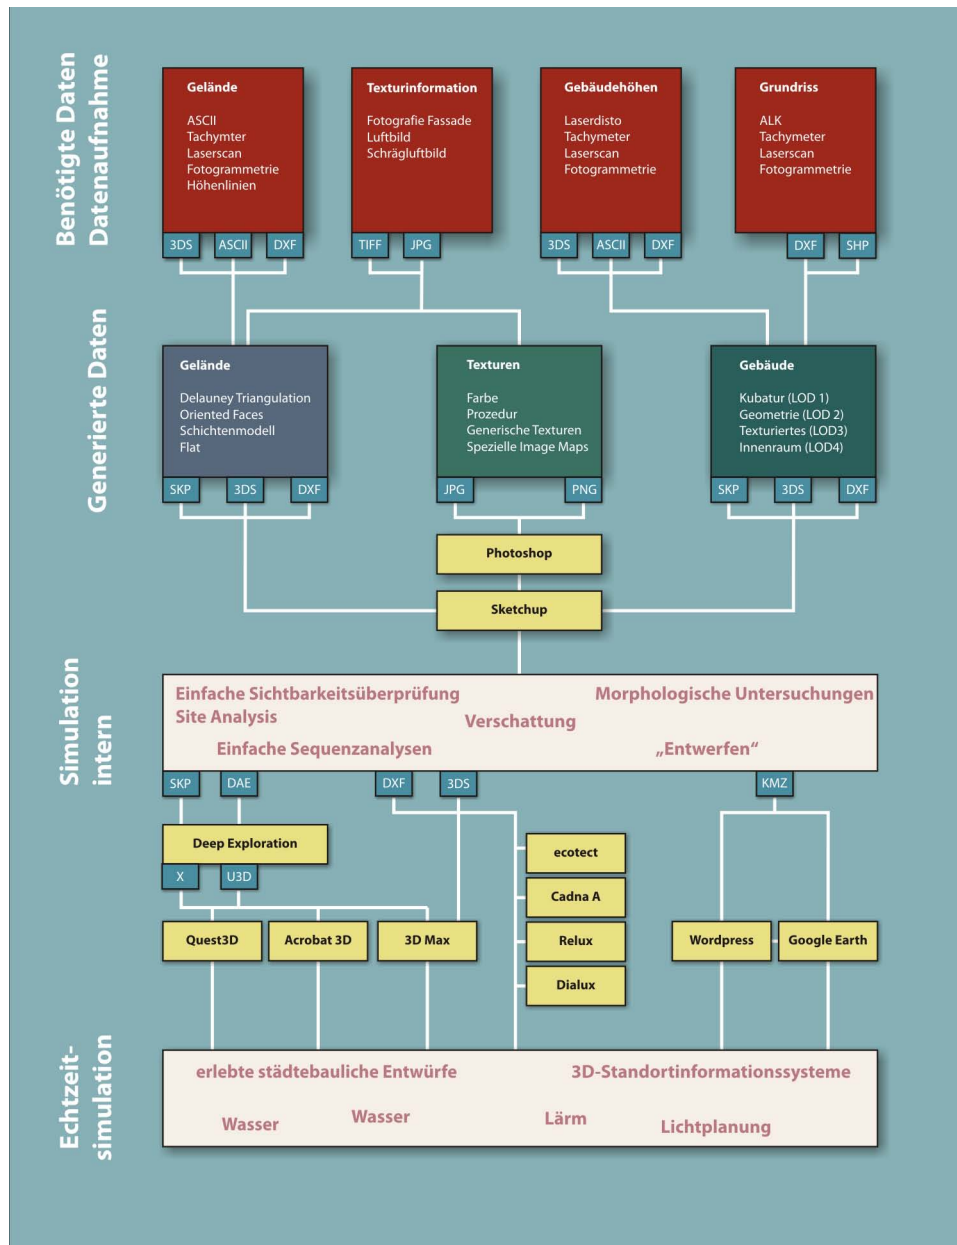 Benötigte Daten
Datenaufnahme
Gelände
ASCII
Tachymter
Laserscan
Fotogrammetrie
Höhenlinien
3DS
ASCII
DXF
Texturinformation
Fotografie Fassade
Luftbild
Schrägluftbild
TIFF
JPG
Gebäudehöhen
Laserdisto
Tachymeter
Laserscan
Fotogrammetrie
3DS
ASCII
DXF
Grundriss
ALK
Tachymeter
Laserscan
Fotogrammetrie
DXF
SHP
Generierte Daten
Gelände
Delauney Triangulation
Oriented Faces
Schichtenmodell
Flat
SKP
3DS
DXF
Texturen
Farbe
Prozedur
Generische Texturen
Spezielle Image Maps
JPG
PNG
Gebäude
Kubatur (LOD 1)
Geometrie (LOD 2)
Texturiertes (LOD3)
Innenraum (LOD4)
SKP
3DS
DXF
Photoshop
Sketchup
Simulation
intern
Einfache Sichtbarkeitsüberprüfung
Morphologische Untersuchungen
Site Analysis
Verschattung
Einfache Sequenzanalysen
„Entwerfen“
SKP
DAE
DXF
3DS
KMZ
Deep Exploration
X
U3D
ecotect
Cadna A
Relux
Dialux
Quest3D
Acrobat 3D
3D Max
Wordpress
Google Earth
Echtzeit-
simulation
erlebte städtebauliche Entwürfe
3D-Standortinformationssysteme
Wasser
Wasser
Lärm
Lichtplanung